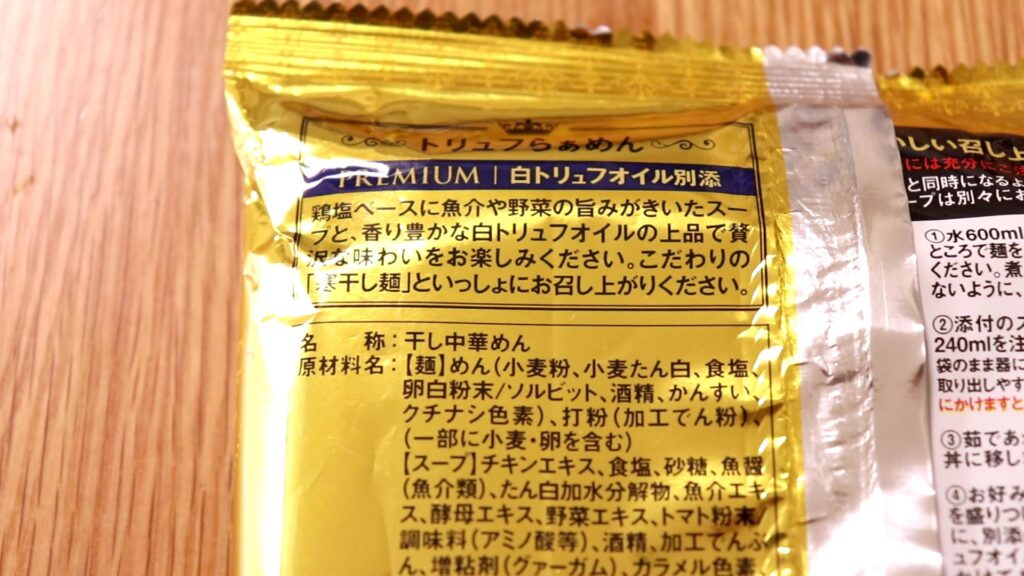 トリュフらぁめん
PREMIUM | 白トリュフオイル別添
鶏塩ベースに魚介や野菜の旨みがきいたスー
プと、香り豊かな白トリュフオイルの上品で贅
沢な味わいをお楽しみください。こだわりの
「寒干し麺」といっしょにお召し上がりください。
名　称：干し中華めん
原材料名：【麺】めん（小麦粉、小麦たん白、食塩、
卵白粉末/ソルビット、酒精、かんすい、
クチナシ色素）、打粉（加工でん粉）、
（一部に小麦・卵を含む）
【スープ】チキンエキス、食塩、砂糖、魚醤
（魚介類）、たん白加水分解物、魚介エキ
ス、酵母エキス、野菜エキス、トマト粉末/
調味料（アミノ酸等）、酒精、加工でんぷ
ん、増粘剤（グァーガム）、カラメル色素、
いしい召し上
には充分に
と同時になるよ
ープは別々にお
①水600ml
ところで麺を
ください。煮
ないように、
②添付のス
240mlを注
袋のまま器に
取り出しやす
にかけますと
③茹であ
丼に移し
④お好み
を盛りつ
に、別添
ュフオイ